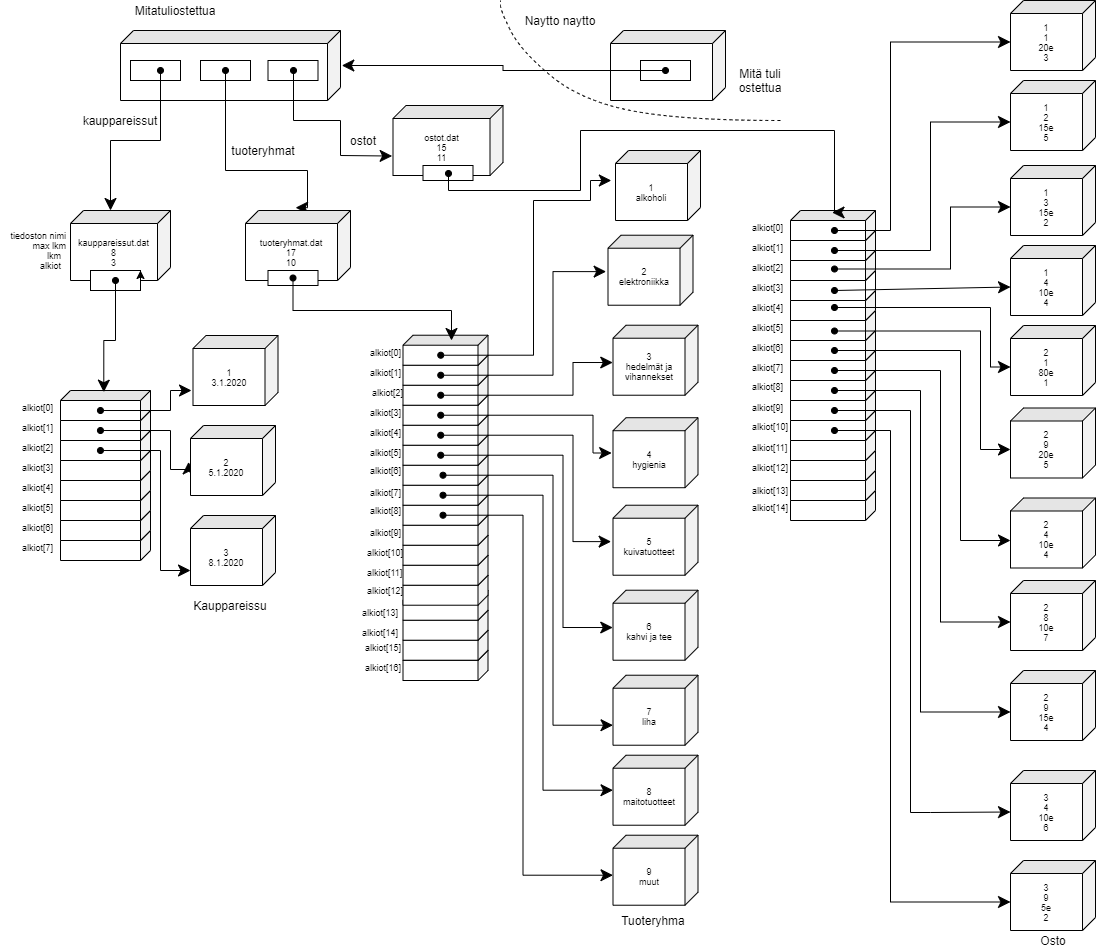 Mitatuliostettua
Naytto naytto
Mitä tuli
ostettua
kauppareissut
tuoteryhmat
ostot
ostot.dat
15
11
tiedoston nimi
max lkm
lkm
alkiot
kauppareissut.dat
8
3
tuoteryhmat.dat
17
10
alkiot[0]
alkiot[1]
alkiot[2]
alkiot[3]
alkiot[4]
alkiot[5]
alkiot[6]
alkiot[7]
1
3.1.2020
2
5.1.2020
3
8.1.2020
Kauppareissu
alkiot[0]
alkiot[1]
alkiot[2]
alkiot[3]
alkiot[4]
alkiot[5]
alkiot[6]
alkiot[7]
alkiot[8]
alkiot[9]
alkiot[10]
alkiot[11]
alkiot[12]
alkiot[13]
alkiot[14]
alkiot[15]
alkiot[16]
1
alkoholi
2
elektroniikka
3
hedelmät ja
vihannekset
4
hygienia
5
kuivatuotteet
6
kahvi ja tee
7
liha
8
maitotuotteet
9
muut
Tuoteryhma
alkiot[0]
alkiot[1]
alkiot[2]
alkiot[3]
alkiot[4]
alkiot[5]
alkiot[6]
alkiot[7]
alkiot[8]
alkiot[9]
alkiot[10]
alkiot[11]
alkiot[12]
alkiot[13]
alkiot[14]
1
1
20e
3
1
2
15e
5
1
3
15e
2
1
4
10e
4
2
1
80e
1
2
9
20e
5
2
4
10e
4
2
8
10e
7
2
9
15e
4
3
4
10e
6
3
9
5e
2
Osto